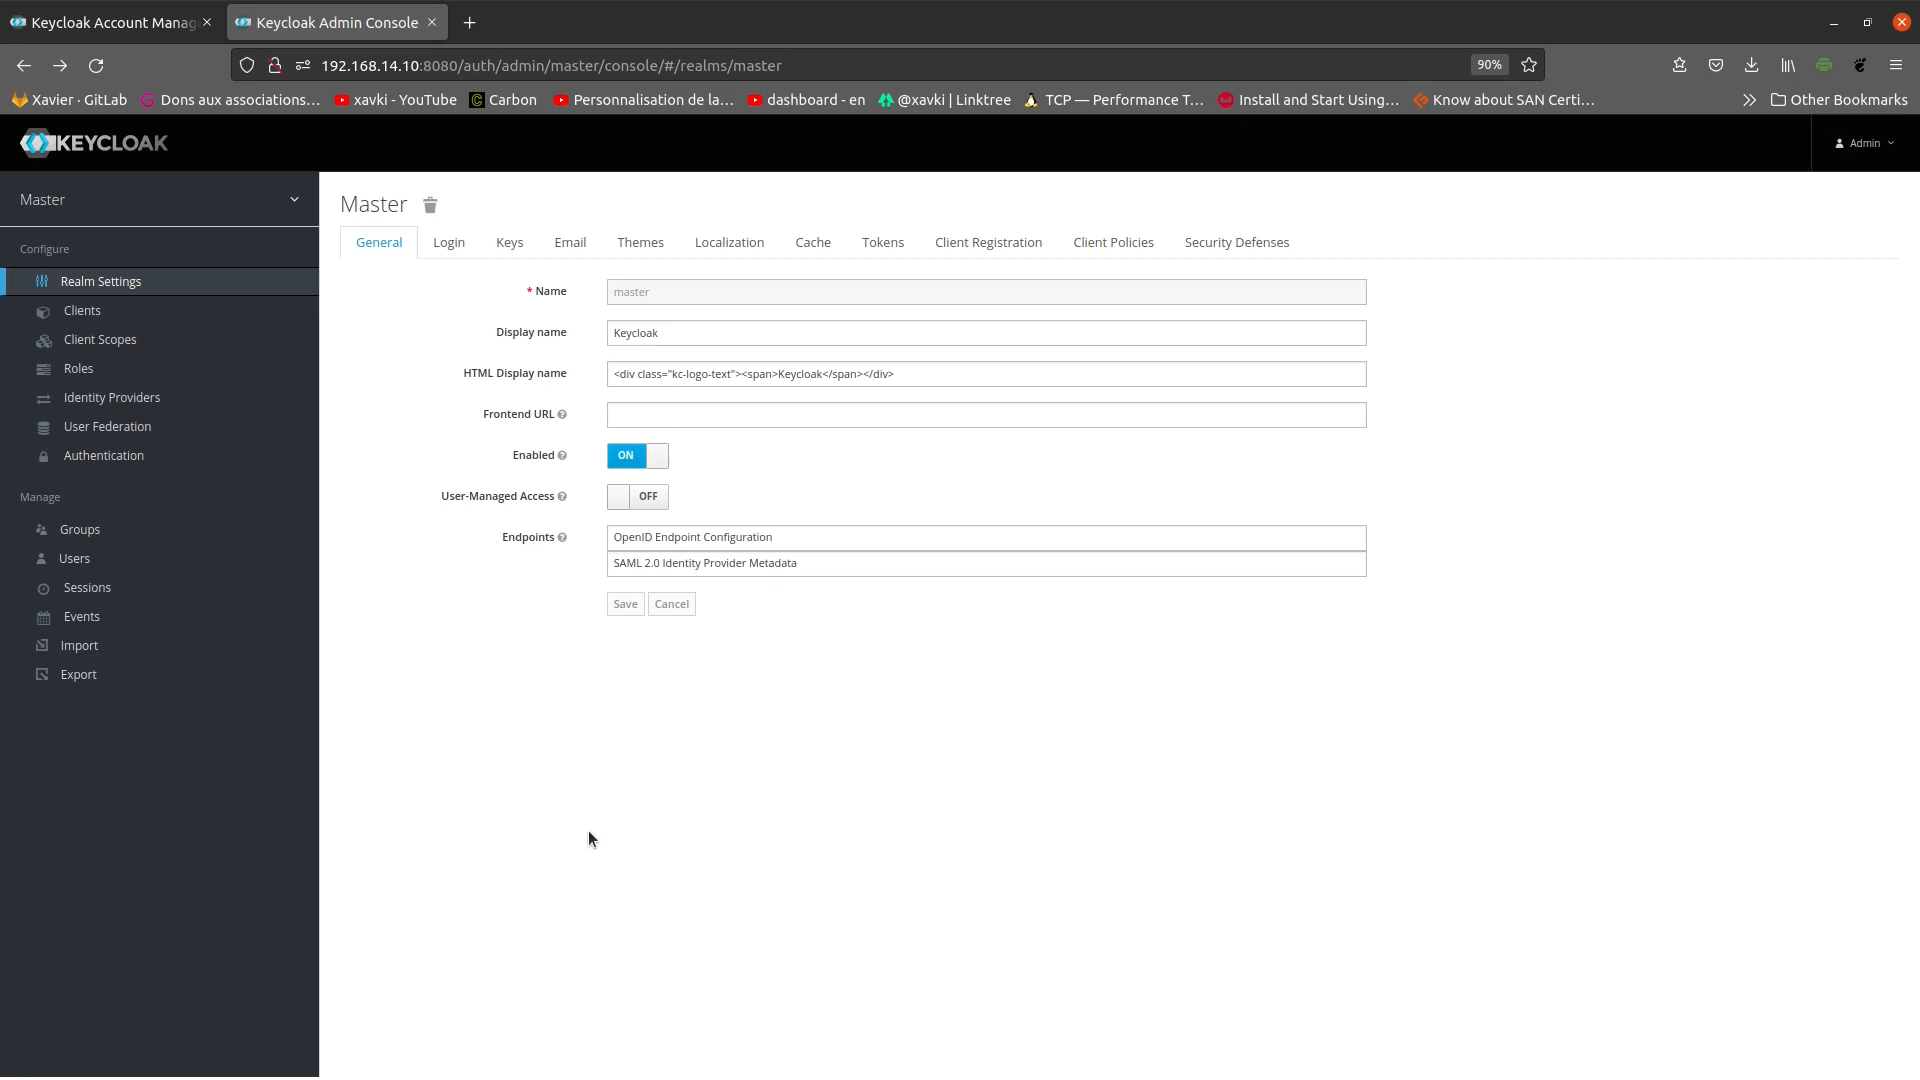 Keycloak Account Manag
Keycloak Admin Console
192.168.14.10:8080/auth/admin/master/console/#/realms/master
90%
Xavier · GitLab
Dons aux associations…
xavki - YouTube
Carbon
Personnalisation de la…
dashboard - en
@xavki | Linktree
TCP — Performance T…
Install and Start Using…
Know about SAN Certi…
Other Bookmarks
KEYCLOAK
Admin
Master
Configure
Realm Settings
Clients
Client Scopes
Roles
Identity Providers
User Federation
Authentication
Manage
Groups
Users
Sessions
Events
Import
Export
Master
General
Login
Keys
Email
Themes
Localization
Cache
Tokens
Client Registration
Client Policies
Security Defenses
* Name
master
Display name
Keycloak
HTML Display name
<div class="kc-logo-text"><span>Keycloak</span></div>
Frontend URL
Enabled
ON
User-Managed Access
OFF
Endpoints
OpenID Endpoint Configuration
SAML 2.0 Identity Provider Metadata
Save
Cancel